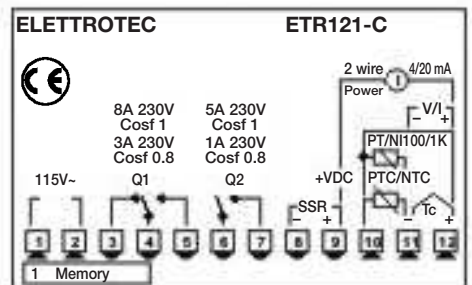 ELETTROTEC ETR121-C
CE
2 wire 4/20 mA
Power I
V/I
- +
8A 230V 5A 230V
Cosf 1 Cosf 1
3A 230V 1A 230V
Cosf 0.8 Cosf 0.8
PT/NI100/1K
115V~ Q1 Q2 +VDC PTC/NTC
SSR Tc
- + - +
1 2 3 4 5 6 7 8 9 10 11 12
1 Memory